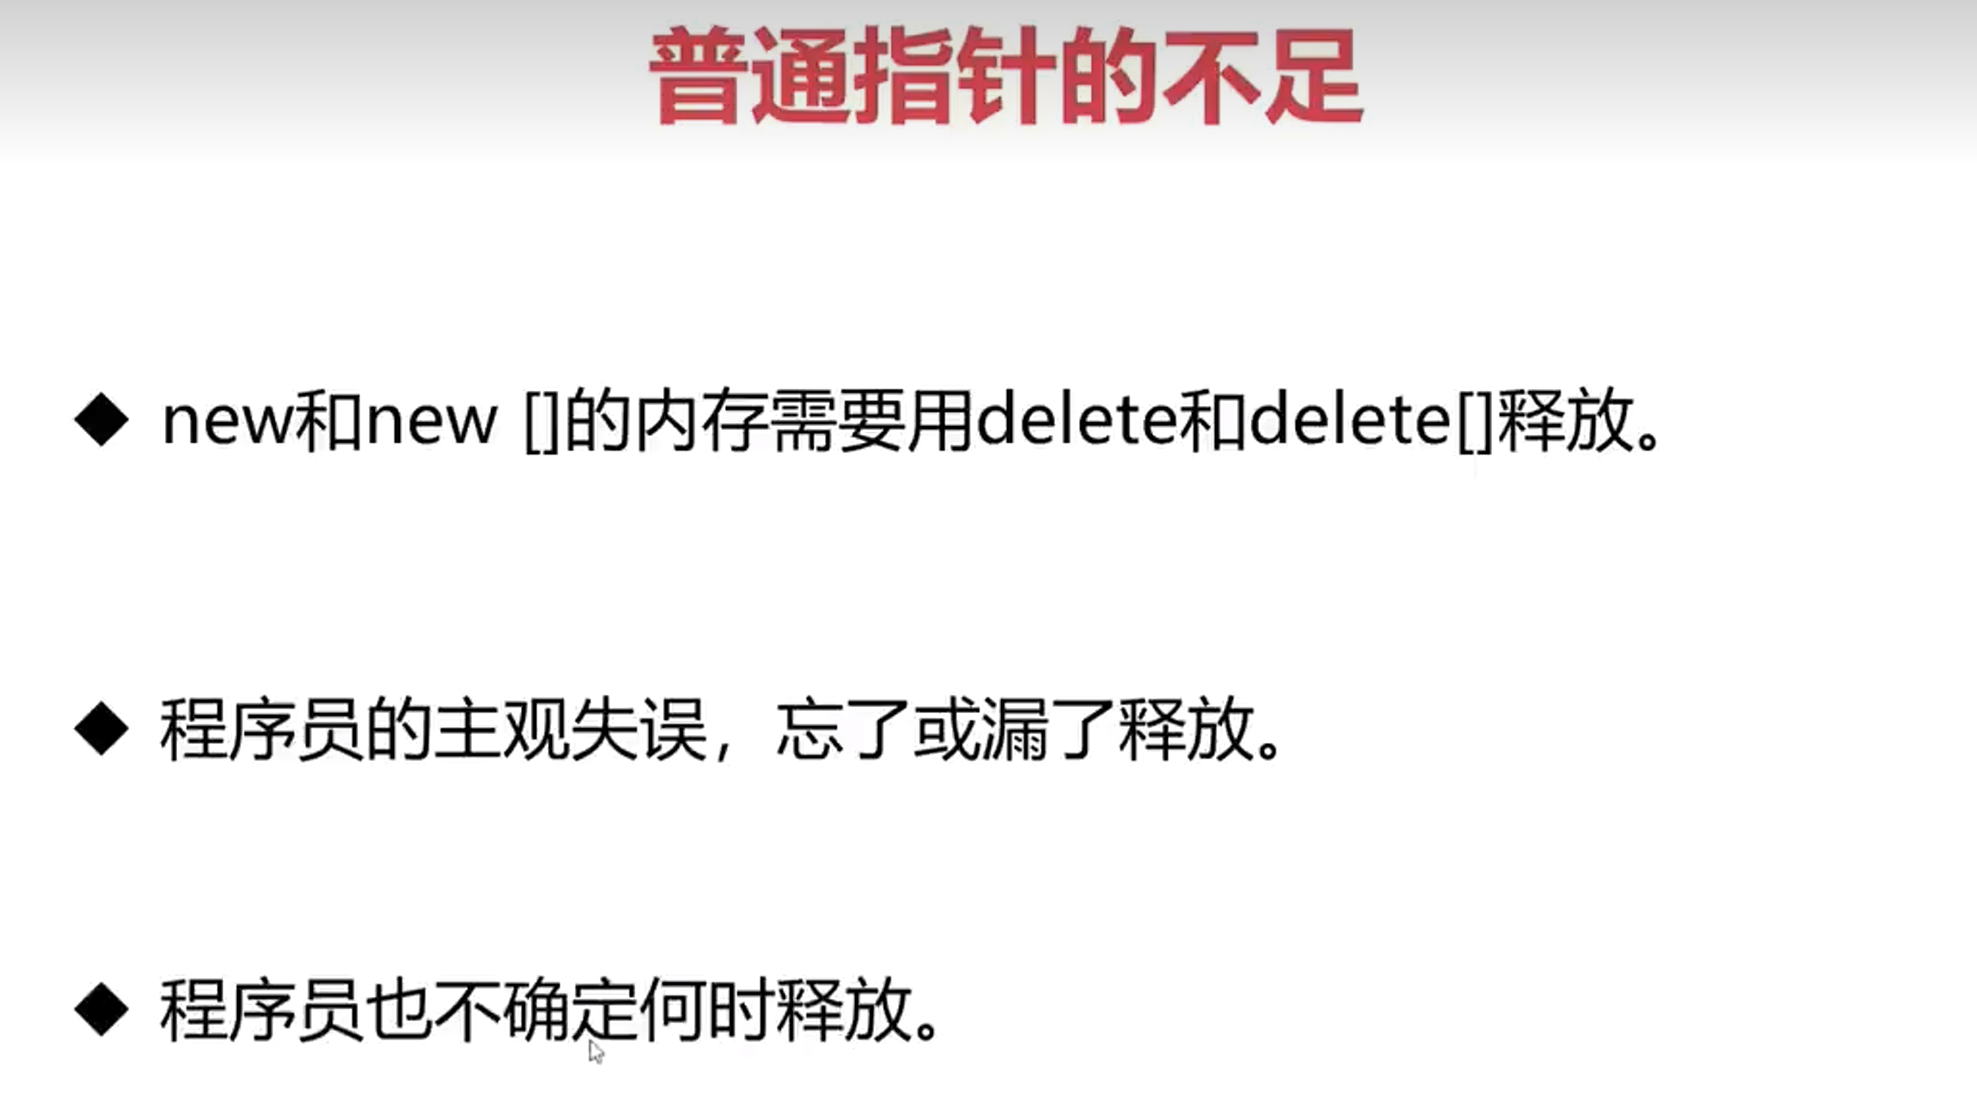 普通指针的不足
◆ new和new []的内存需要用delete和delete[]释放。
◆ 程序员的主观失误，忘了或漏了释放。
◆ 程序员也不确定何时释放。